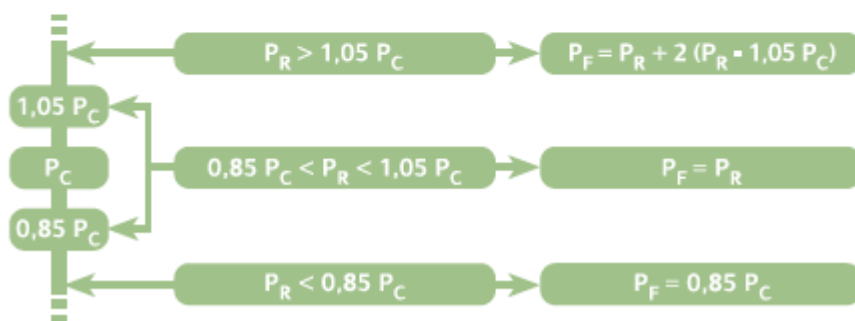 P_R > 1,05 P_C
P_F = P_R + 2 (P_R - 1,05 P_C)
1,05 P_C
P_C
0,85 P_C < P_R < 1,05 P_C
P_F = P_R
0,85 P_C
P_R < 0,85 P_C
P_F = 0,85 P_C